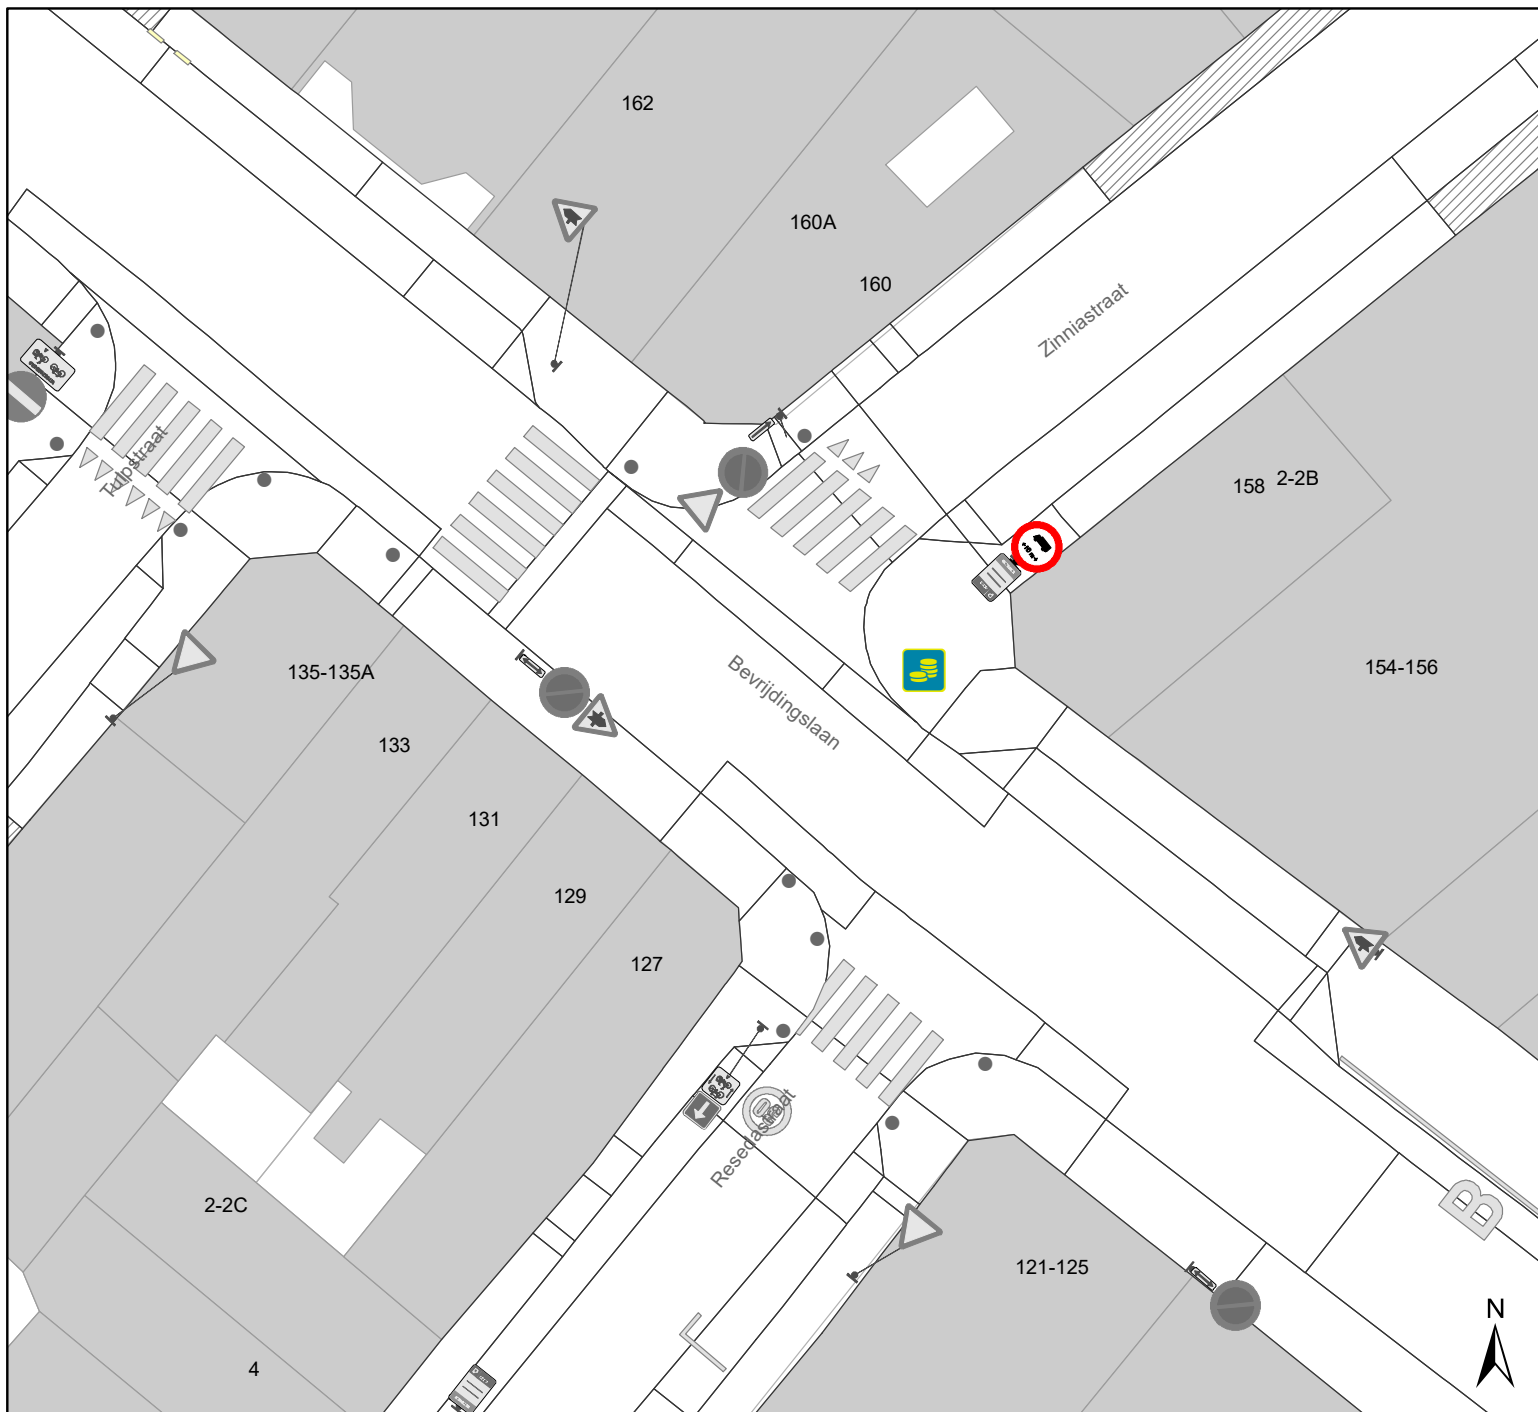 162
160A
160
Zinniastraat
Tulpstraat
158
2-2B
135-135A
154-156
Bevrijdingslaan
133
131
129
127
Resedastraat
B
2-2C
121-125
N
4